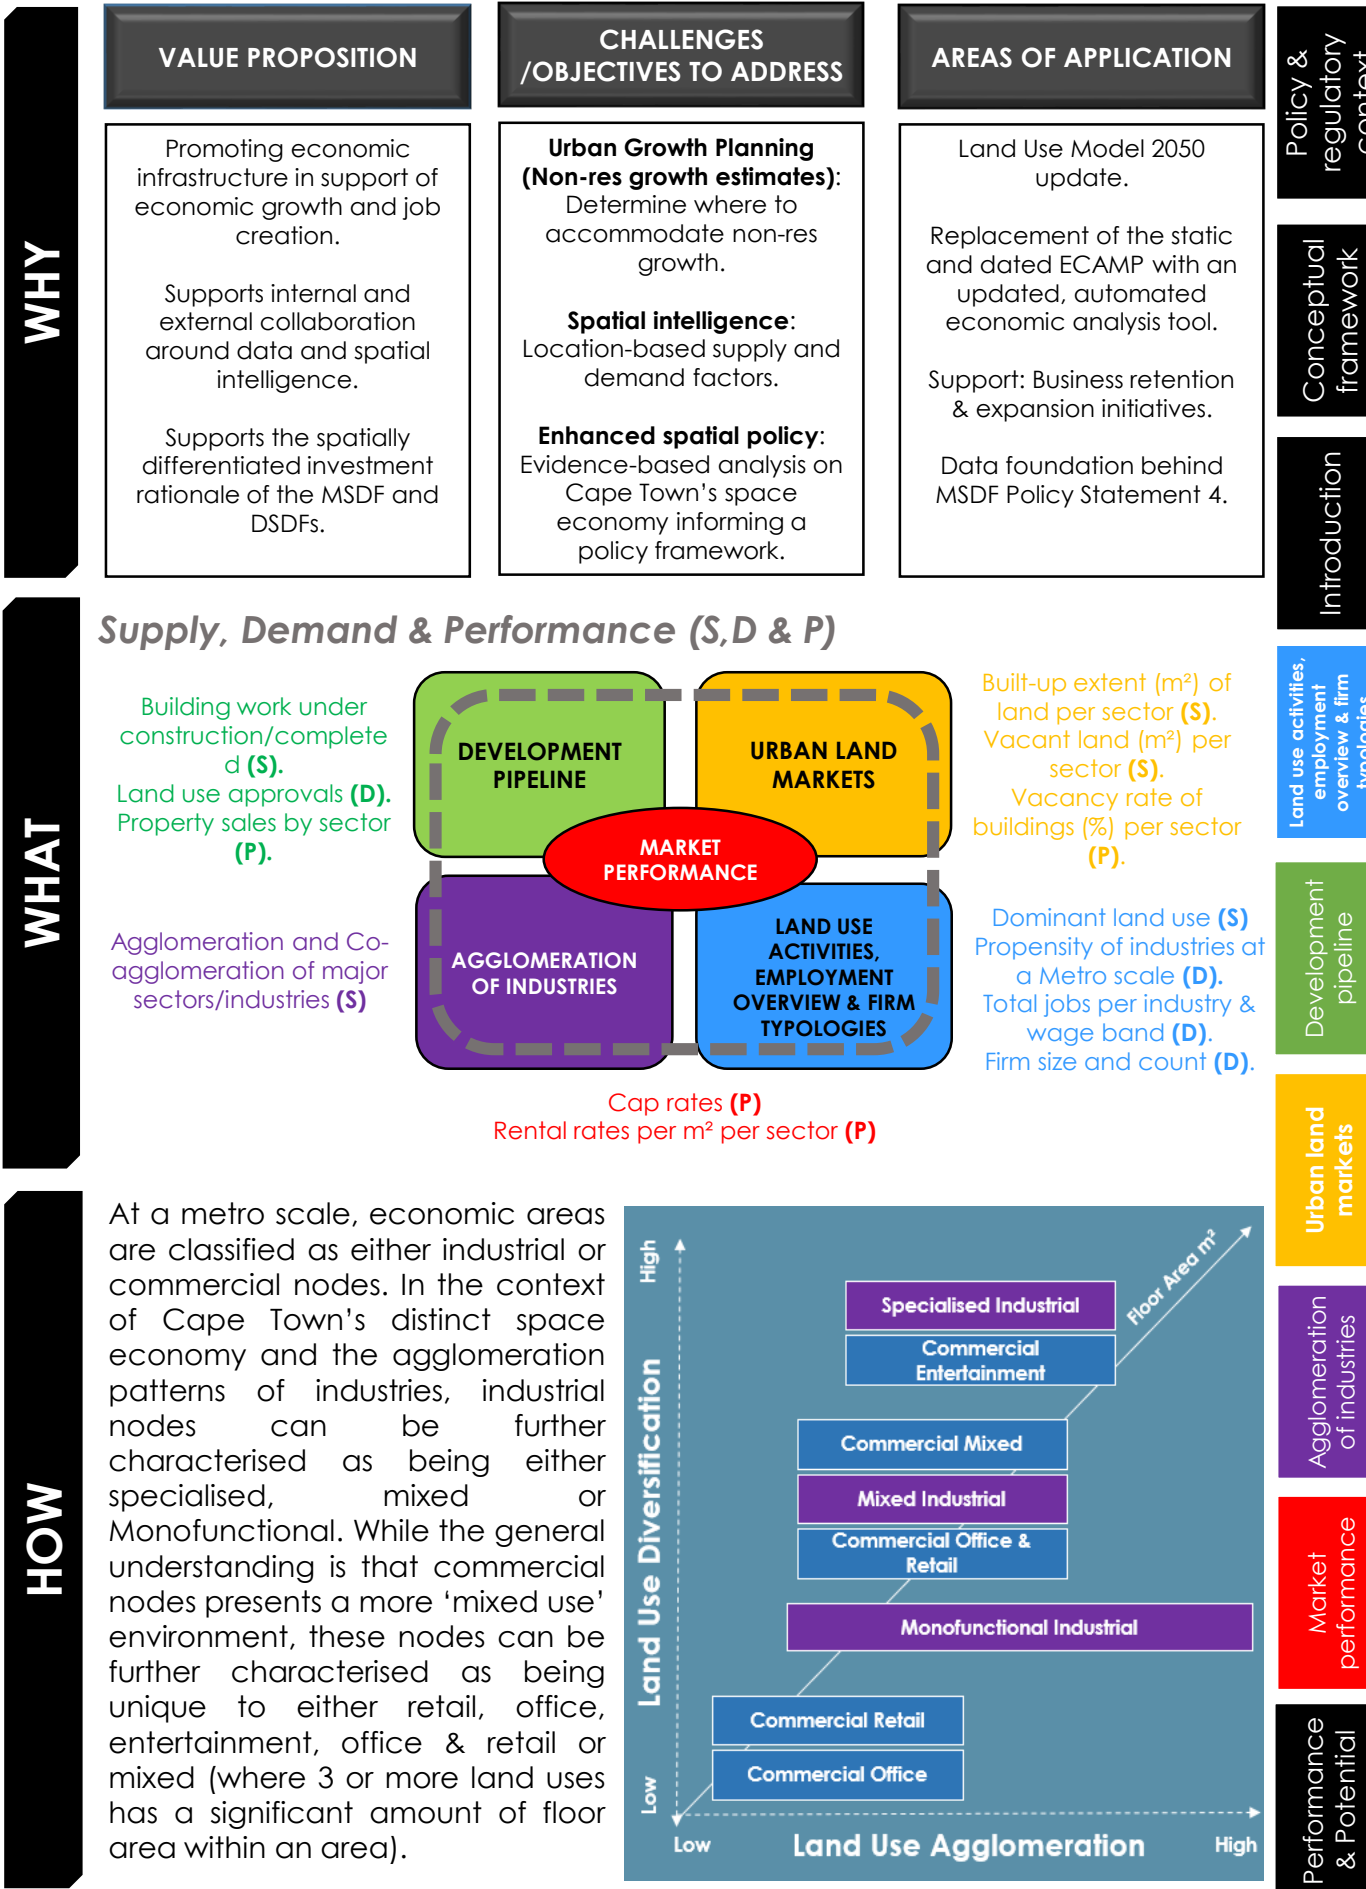 WHY
VALUE PROPOSITION
Promoting economic
infrastructure in support of
economic growth and job
creation.
Supports internal and
external collaboration
around data and spatial
intelligence.
Supports the spatially
differentiated investment
rationale of the MSDF and
DSDFs.
CHALLENGES
/OBJECTIVES TO ADDRESS
Urban Growth Planning
(Non-res growth estimates):
Determine where to
accommodate non-res
growth.
Spatial intelligence:
Location-based supply and
demand factors.
Enhanced spatial policy:
Evidence-based analysis on
Cape Town’s space
economy informing a
policy framework.
AREAS OF APPLICATION
Land Use Model 2050
update.
Replacement of the static
and dated ECAMP with an
updated, automated
economic analysis tool.
Support: Business retention
& expansion initiatives.
Data foundation behind
MSDF Policy Statement 4.
WHAT
Supply, Demand & Performance (S,D & P)
Building work under
construction/complete
d (S).
Land use approvals (D).
Property sales by sector
(P).
DEVELOPMENT
PIPELINE
URBAN LAND
MARKETS
Built-up extent (m²) of
land per sector (S).
Vacant land (m²) per
sector (S).
Vacancy rate of
buildings (%) per sector
(P).
MARKET
PERFORMANCE
Agglomeration and Co-
agglomeration of major
sectors/industries (S)
AGGLOMERATION
OF INDUSTRIES
LAND USE
ACTIVITIES,
EMPLOYMENT
OVERVIEW & FIRM
TYPOLOGIES
Dominant land use (S)
Propensity of industries at
a Metro scale (D).
Total jobs per industry &
wage band (D).
Firm size and count (D).
Cap rates (P)
Rental rates per m² per sector (P)
HOW
At a metro scale, economic areas
are classified as either industrial or
commercial nodes. In the context
of Cape Town’s distinct space
economy and the agglomeration
patterns of industries, industrial
nodes can be further
characterised as being either
specialised, mixed or
Monofunctional. While the general
understanding is that commercial
nodes presents a more ‘mixed use’
environment, these nodes can be
further characterised as being
unique to either retail, office,
entertainment, office & retail or
mixed (where 3 or more land uses
has a significant amount of floor
area within an area).
High
Land Use Diversification
Low
Floor Area m²
Specialised Industrial
Commercial
Entertainment
Commercial Mixed
Mixed Industrial
Commercial Office &
Retail
Monofunctional Industrial
Commercial Retail
Commercial Office
Low
Land Use Agglomeration
High
Policy &
regulatory
context
Conceptual
framework
Introduction
Land use activities,
employment
overview & firm
typologies
Development
pipeline
Urban land
markets
Agglomeration
of industries
Market
performance
Performance
& Potential